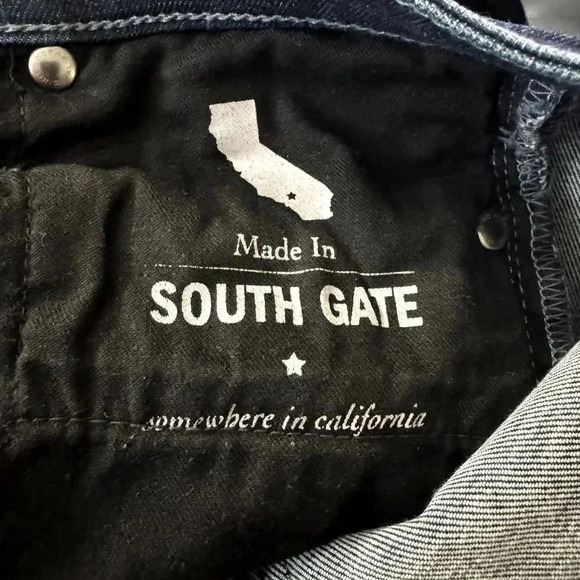 Made In
SOUTH GATE
somewhere in california